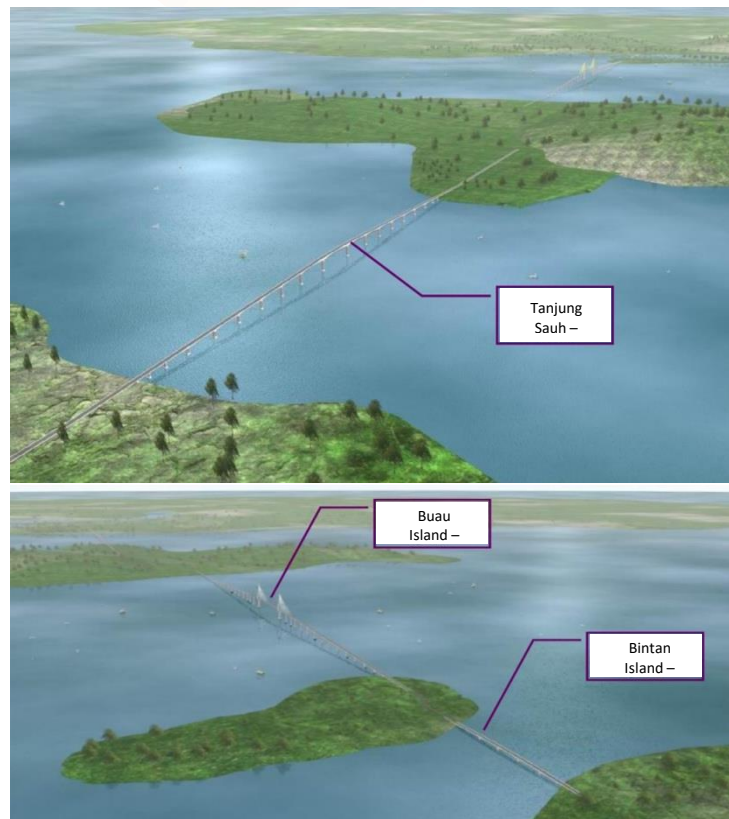 Tanjung
Sauh –
Buau
Island –
Bintan
Island –